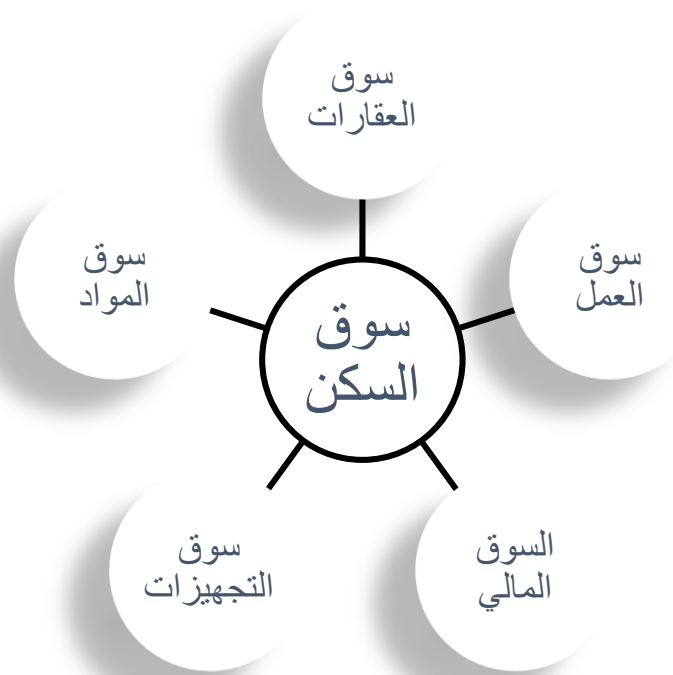 سوق
العقارات
سوق
العمل
السوق
المالي
سوق
التجهيزات
سوق
المواد
سوق
السكن